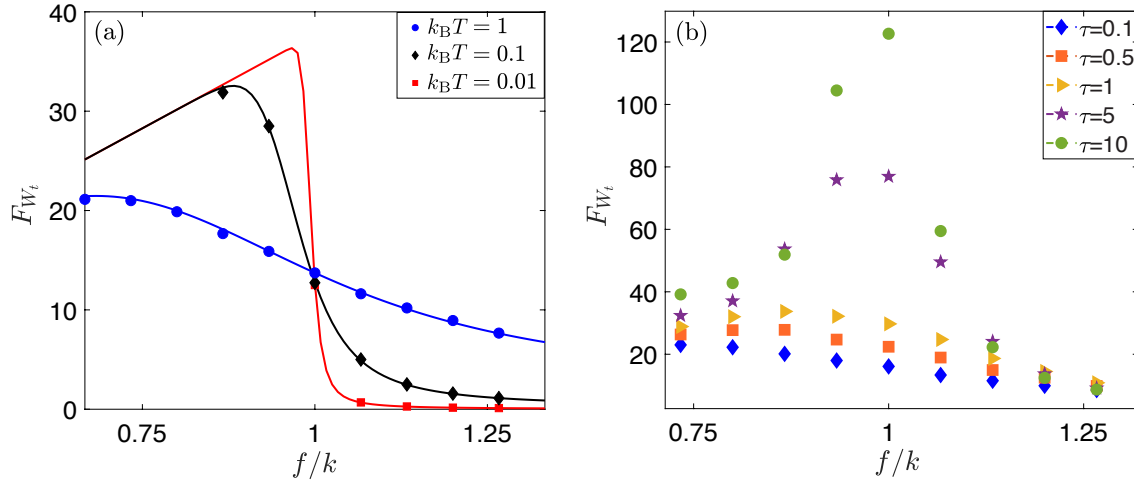 (a)
k_B T = 1
k_B T = 0.1
k_B T = 0.01
40
30
20
10
0
F_{W_t}
0.75 1 1.25
f/k
(b)
τ=0.1
τ=0.5
τ=1
τ=5
τ=10
120
100
80
60
40
20
F_{W_t}
0.75 1 1.25
f/k